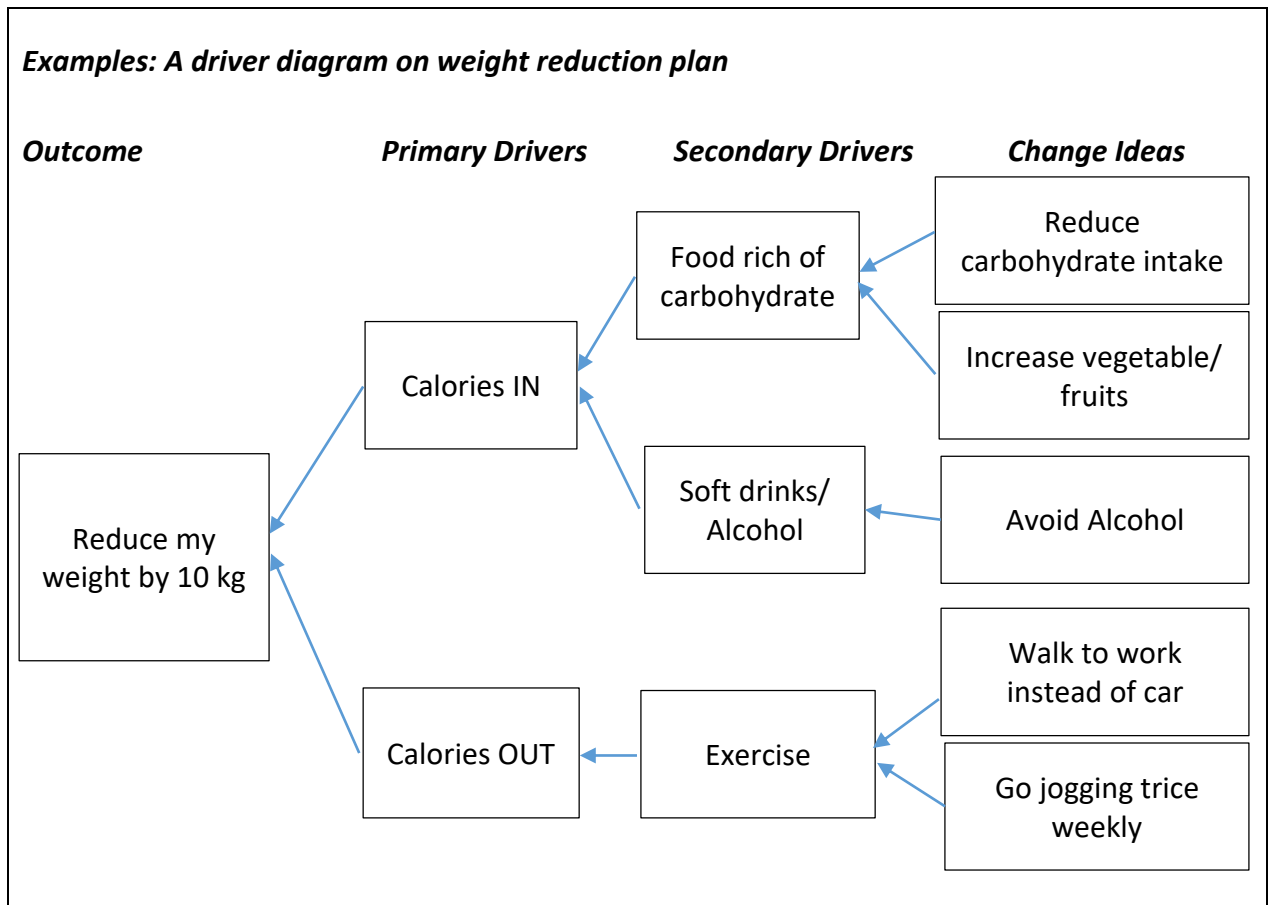 Examples: A driver diagram on weight reduction plan
Outcome
Primary Drivers
Secondary Drivers
Change Ideas
Reduce my
weight by 10 kg
Calories IN
Calories OUT
Food rich of
carbohydrate
Soft drinks/
Alcohol
Exercise
Reduce
carbohydrate intake
Increase vegetable/
fruits
Avoid Alcohol
Walk to work
instead of car
Go jogging trice
weekly